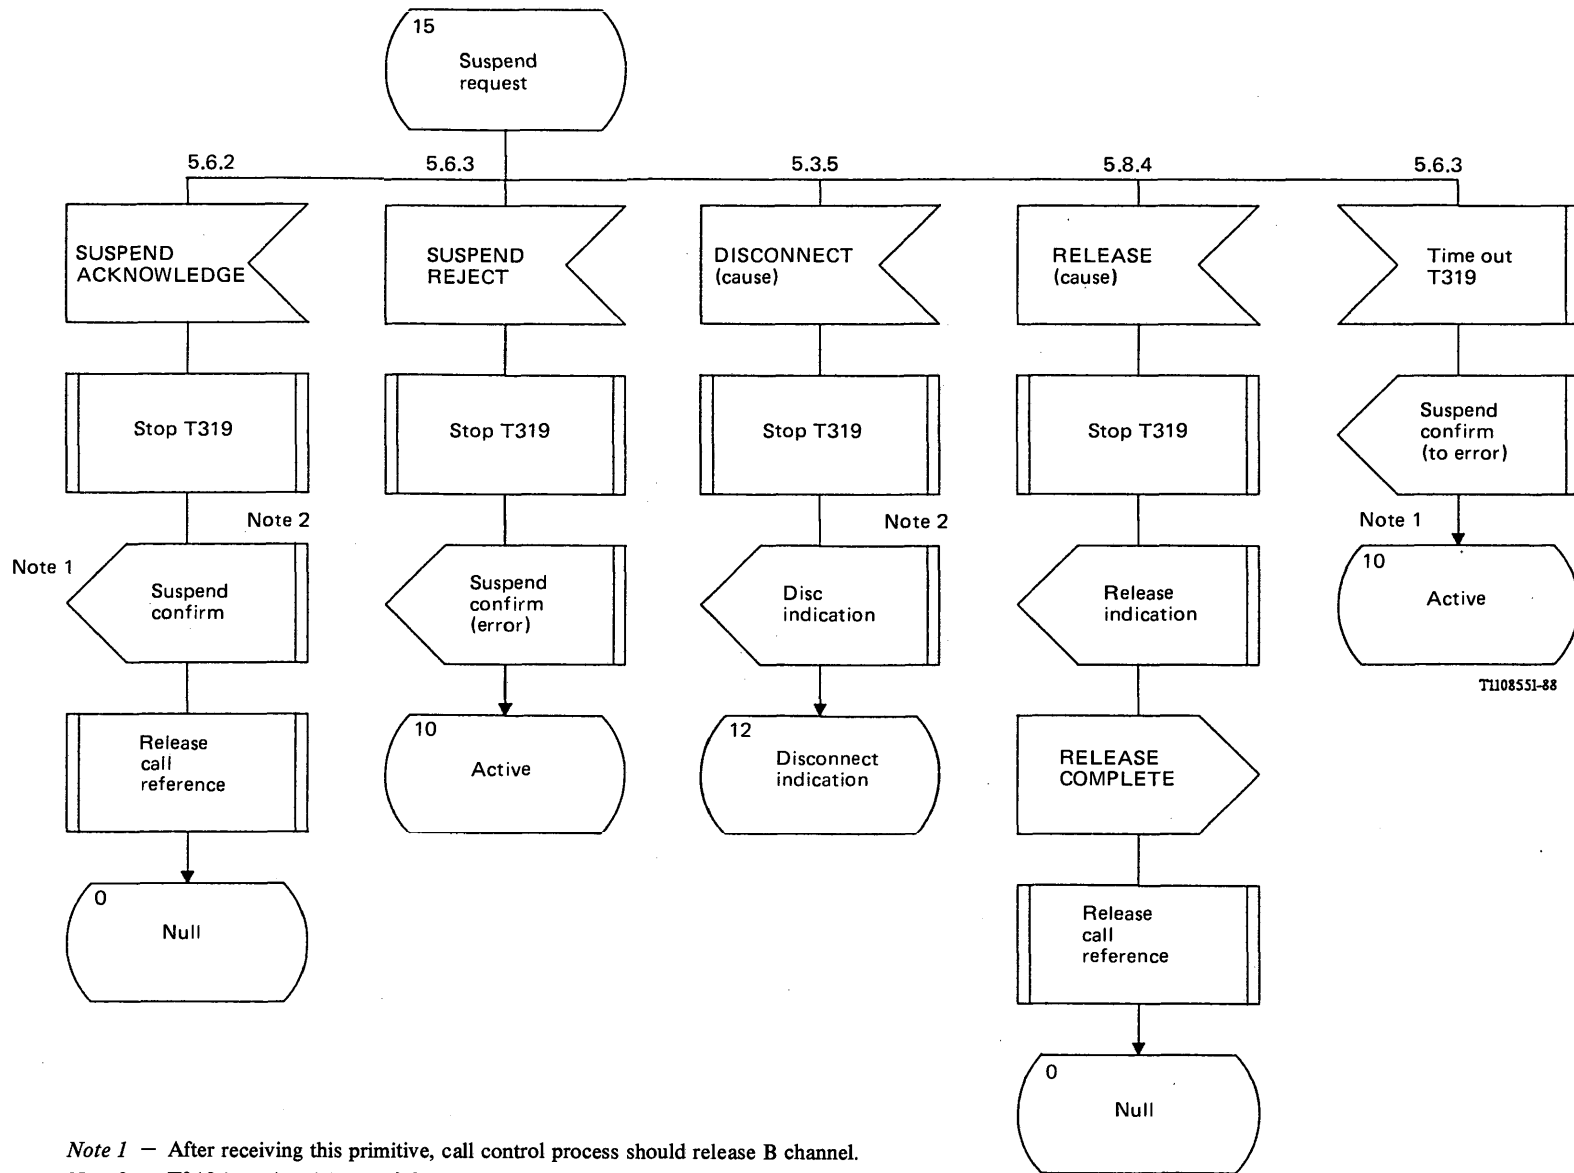 15
Suspend
request
5.6.2
5.6.3
5.3.5
5.8.4
5.6.3
SUSPEND
ACKNOWLEDGE
SUSPEND
REJECT
DISCONNECT
(cause)
RELEASE
(cause)
Time out
T319
Stop T319
Stop T319
Stop T319
Stop T319
Suspend
confirm
(to error)
Note 2
Note 2
Note 1
Note 1
Suspend
confirm
Suspend
confirm
(error)
Disc
indication
Release
indication
10
Active
T1108551-88
Release
call
reference
10
Active
12
Disconnect
indication
RELEASE
COMPLETE
0
Null
Release
call
reference
0
Null
Note 1 — After receiving this primitive, call control process should release B channel.